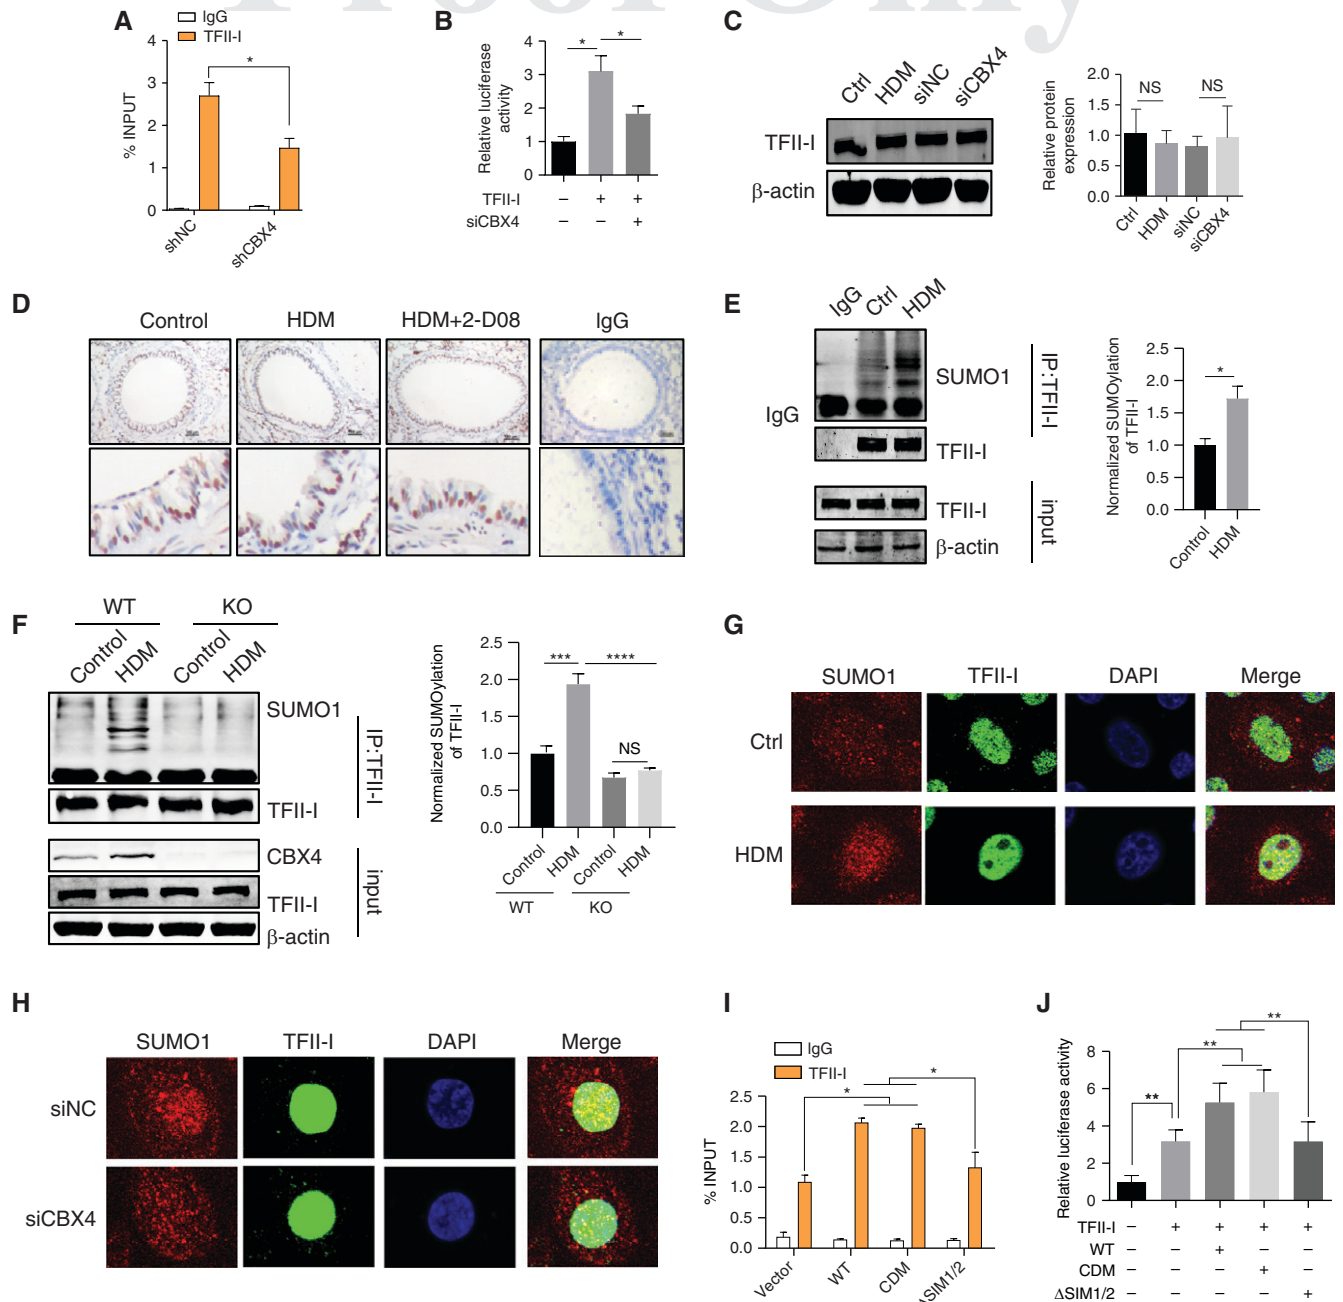 Proof Only
A
IgG
TFII-I
% INPUT
4
3
2
1
0
*
shNC
shCBX4
B
Relative luciferase
activity
5
4
3
2
1
0
*
*
TFII-I – + +
siCBX4 – – +
C
Ctrl
HDM
siNC
siCBX4
TFII-I
β-actin
Relative protein
expression
2.0
1.5
1.0
0.5
0.0
NS
NS
Ctrl
HDM
siNC
siCBX4
D
Control
HDM
HDM+2-D08
IgG
E
IgG
Ctrl
HDM
SUMO1
IgG
TFII-I
IP:TFII-I
TFII-I
β-actin
input
Normalized SUMOylation
of TFII-I
2.5
2.0
1.5
1.0
0.5
0.0
*
Control
HDM
F
WT
KO
Control
HDM
Control
HDM
SUMO1
TFII-I
IP:TFII-I
CBX4
TFII-I
β-actin
input
Normalized SUMOylation
of TFII-I
2.5
2.0
1.5
1.0
0.5
0.0
***
****
NS
Control
HDM
Control
HDM
WT
KO
G
SUMO1
TFII-I
DAPI
Merge
Ctrl
HDM
H
SUMO1
TFII-I
DAPI
Merge
siNC
siCBX4
I
IgG
TFII-I
% INPUT
2.5
2.0
1.5
1.0
0.5
0.0
*
*
Vector
WT
CDM
ΔSIM1/2
J
Relative luciferase activity
8
6
4
2
0
**
**
**
TFII-I – + + + +
WT – – + – –
CDM – – – + –
ΔSIM1/2 – – – – +